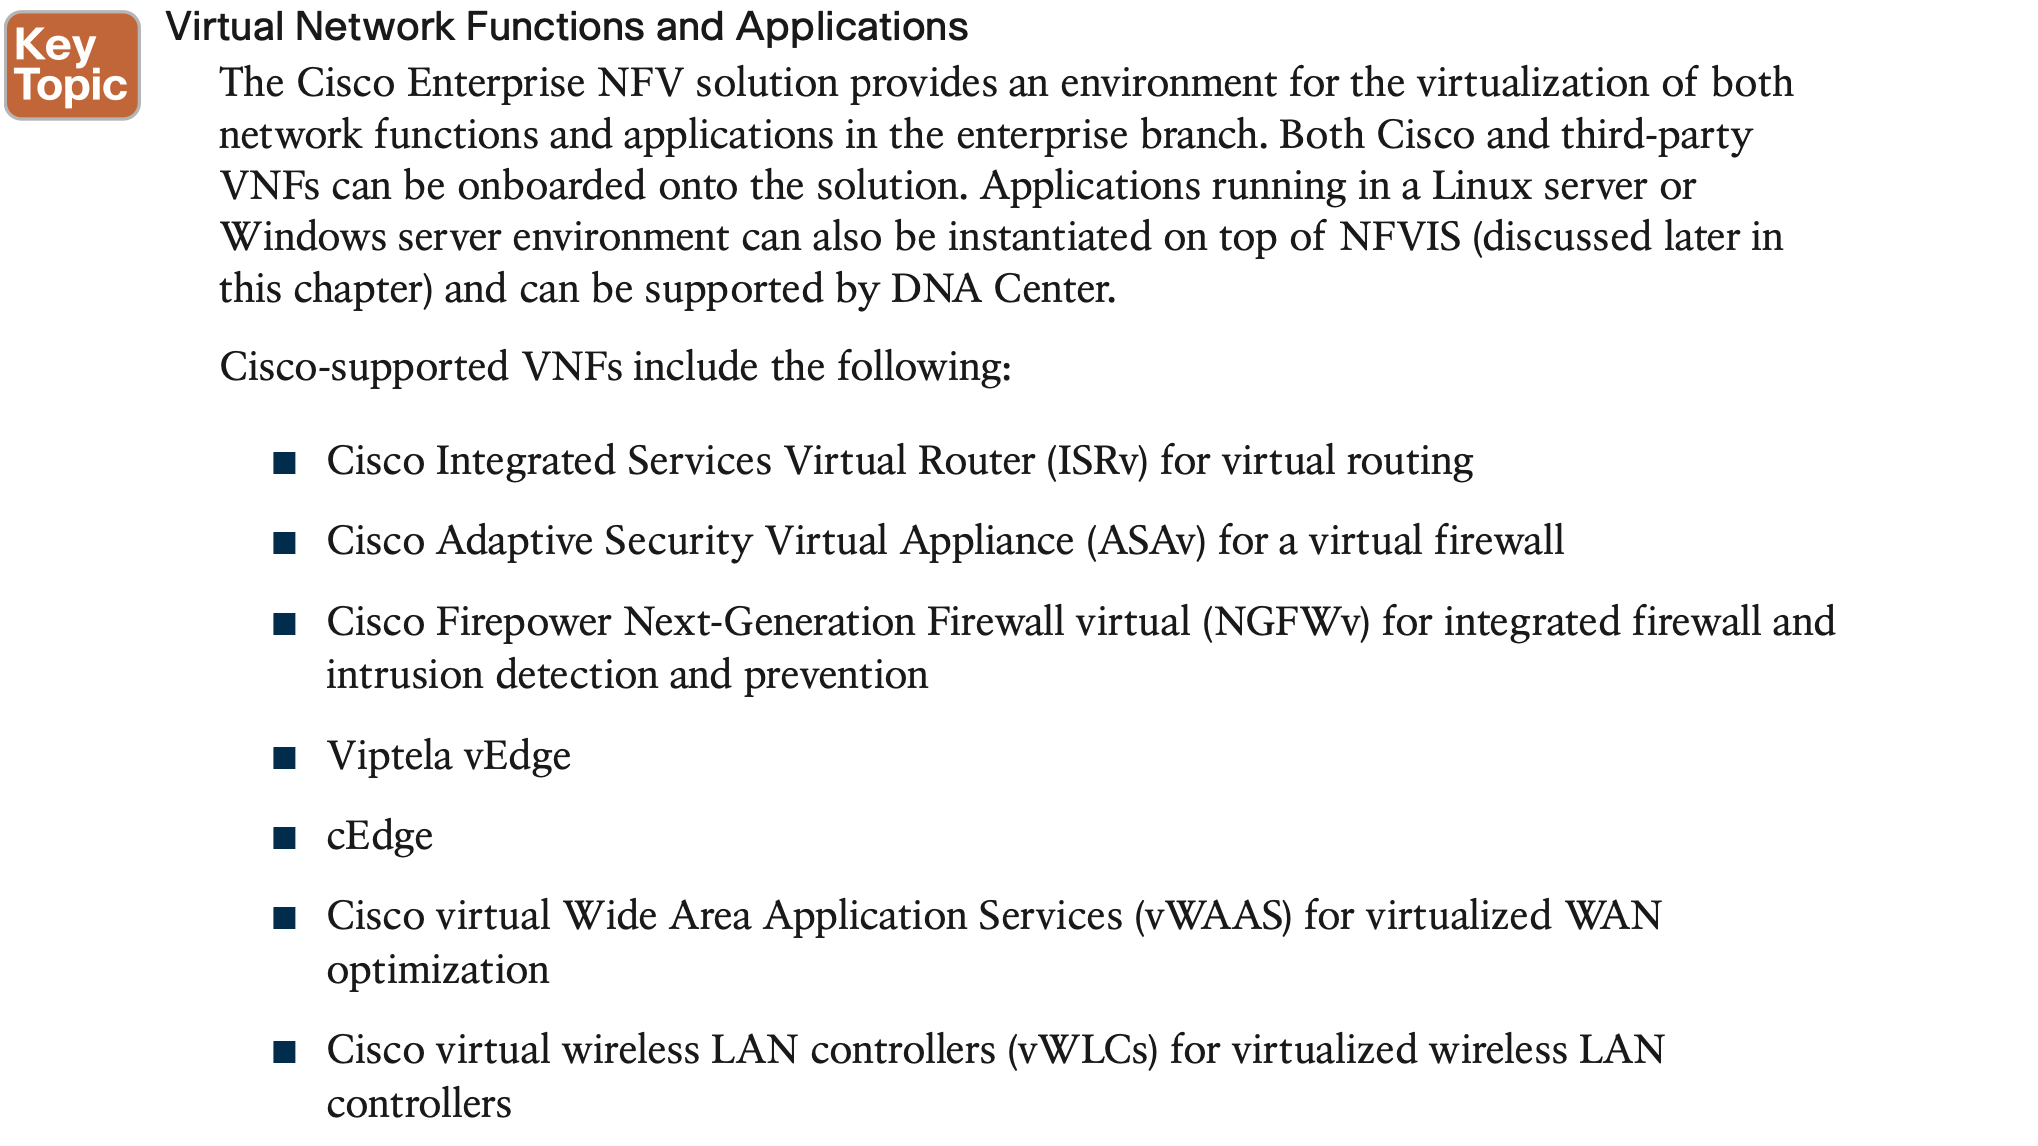 Key
Topic
Virtual Network Functions and Applications
The Cisco Enterprise NFV solution provides an environment for the virtualization of both
network functions and applications in the enterprise branch. Both Cisco and third-party
VNFs can be onboarded onto the solution. Applications running in a Linux server or
Windows server environment can also be instantiated on top of NFVIS (discussed later in
this chapter) and can be supported by DNA Center.
Cisco-supported VNFs include the following:
■ Cisco Integrated Services Virtual Router (ISRv) for virtual routing
■ Cisco Adaptive Security Virtual Appliance (ASAv) for a virtual firewall
■ Cisco Firepower Next-Generation Firewall virtual (NGFWv) for integrated firewall and
intrusion detection and prevention
■ Viptela vEdge
■ cEdge
■ Cisco virtual Wide Area Application Services (vWAAS) for virtualized WAN
optimization
■ Cisco virtual wireless LAN controllers (vWLCs) for virtualized wireless LAN
controllers